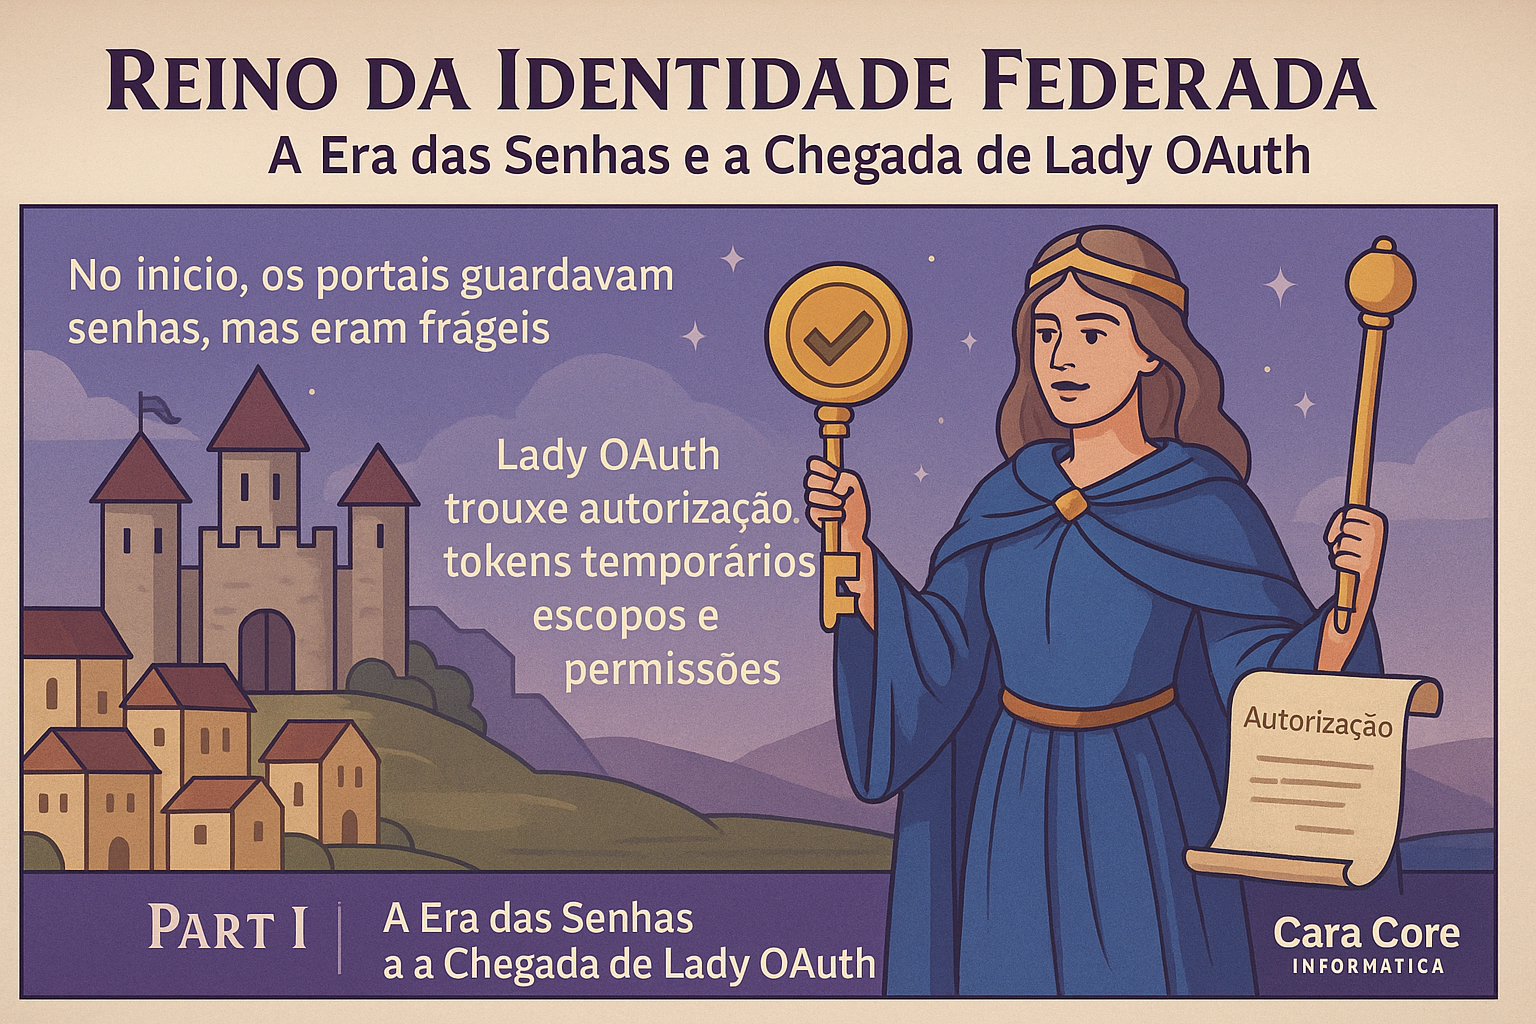 REINO DA IDENTIDADE FEDERADA
A Era das Senhas e a Chegada de Lady OAuth
No inicio, os portais guardavam
senhas, mas eram frágeis
Lady OAuth
trouxe autorização.
tokens temporários
escopos e
permissões
Autorização
PART I
A Era das Senhas
a a Chegada de Lady OAuth
Cara Core
INFORMATICA